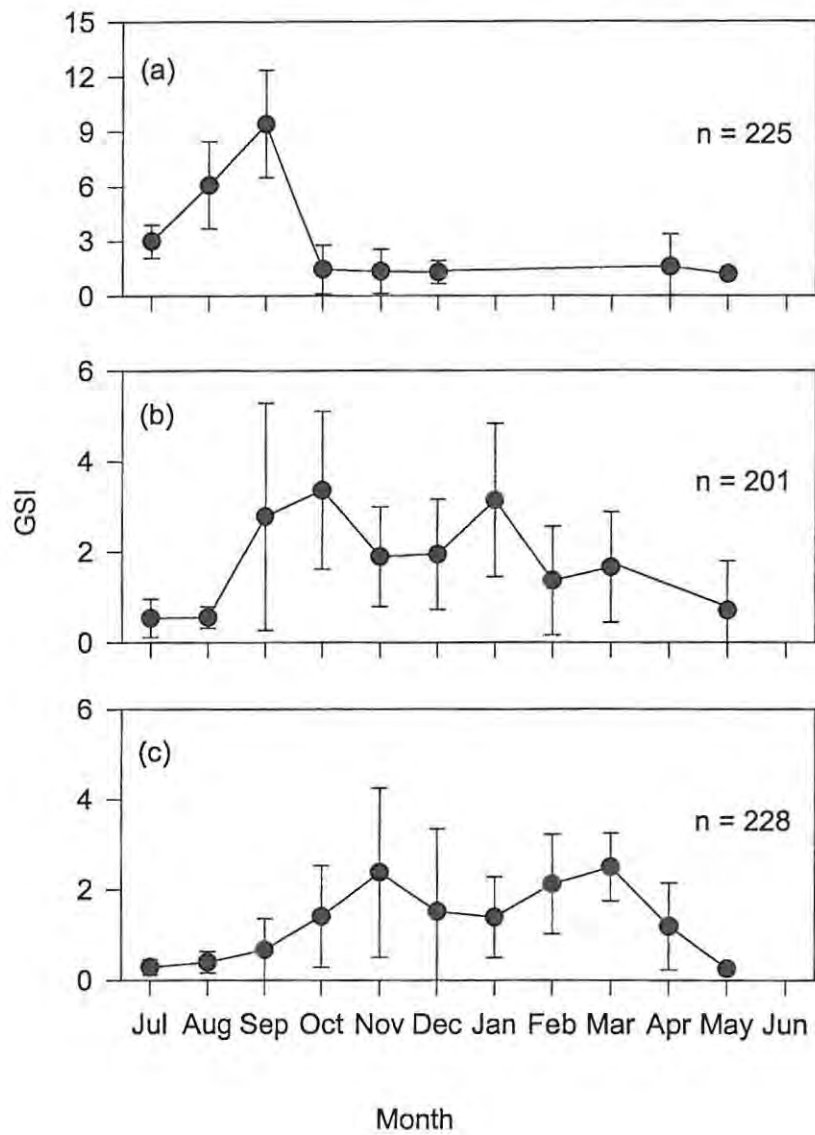 15
12
9
6
3
0
(a)
n = 225
6
4
2
0
(b)
n = 201
GSI
6
4
2
0
(c)
n = 228
Jul Aug Sep Oct Nov Dec Jan Feb Mar Apr May Jun
Month